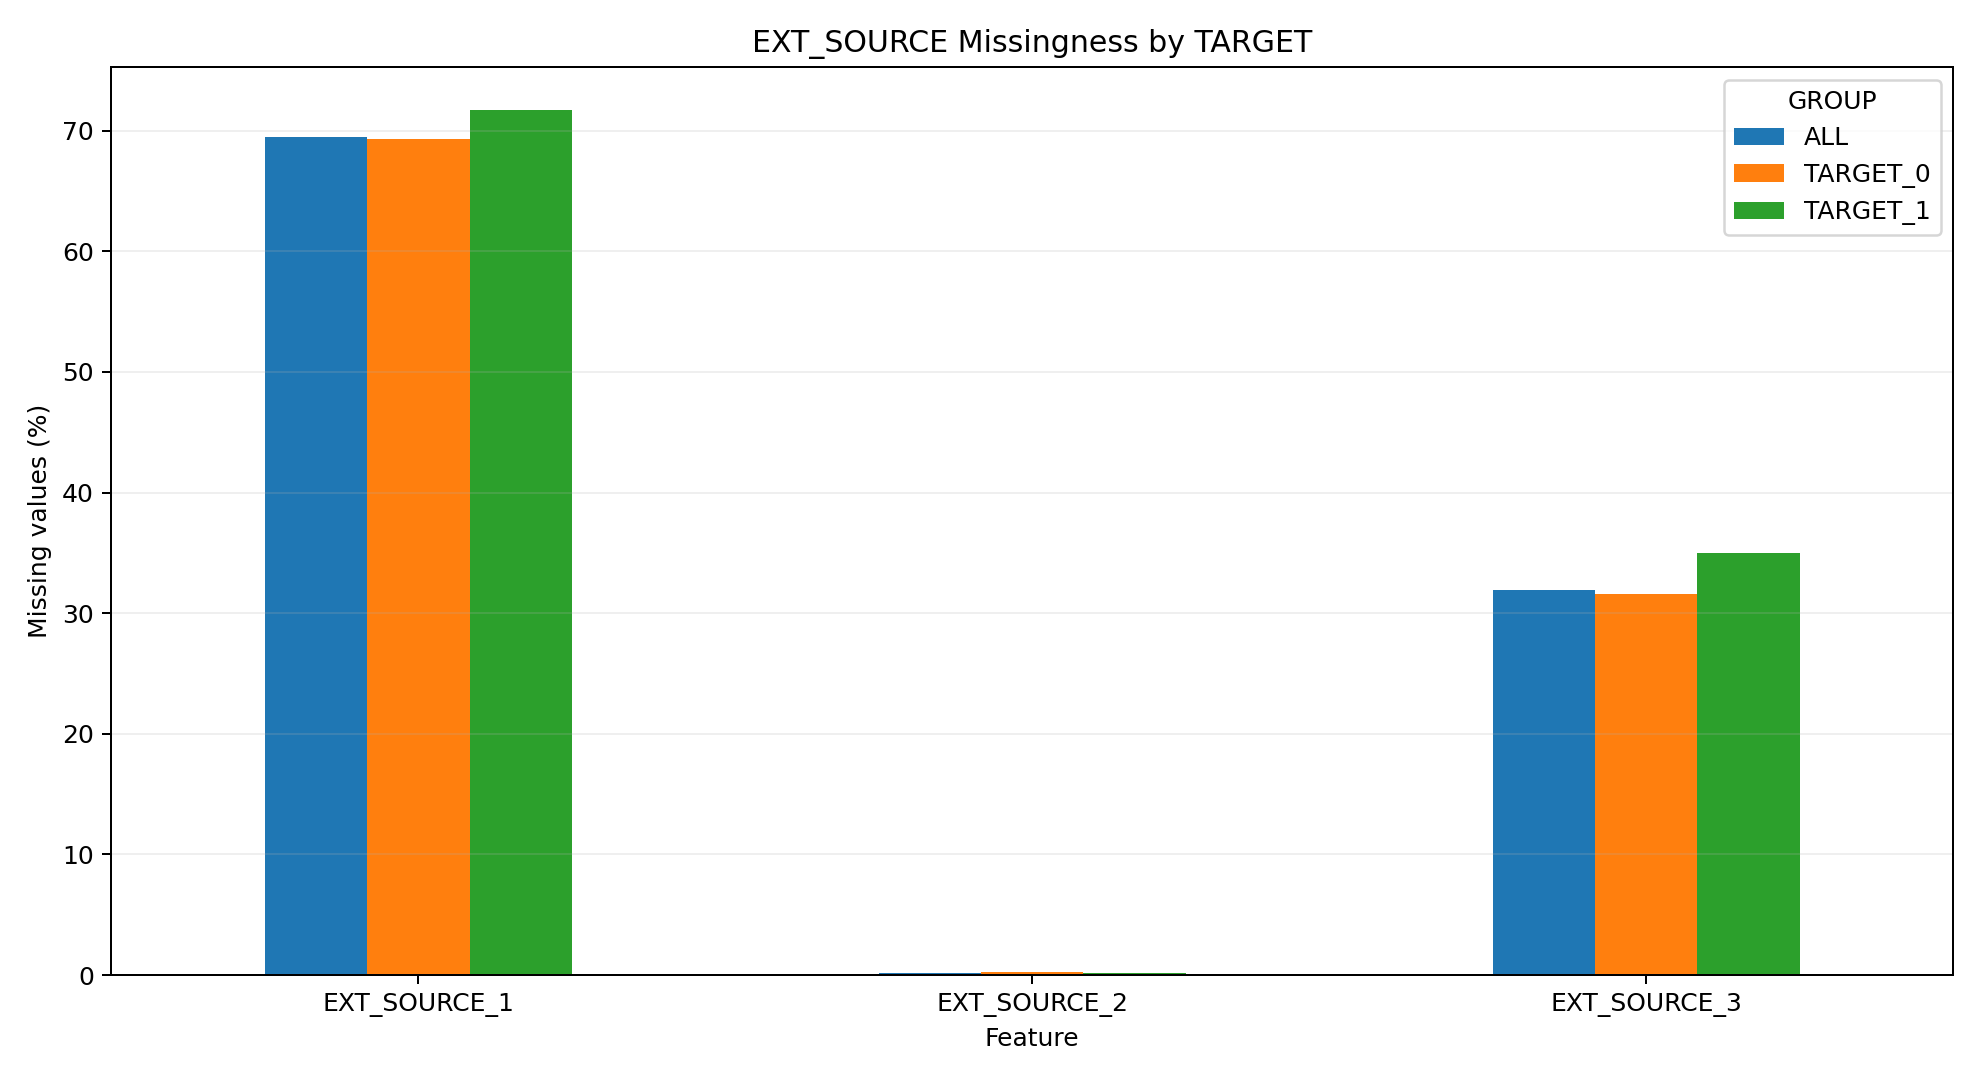 EXT_SOURCE Missingness by TARGET
GROUP
ALL
TARGET_0
TARGET_1
Missing values (%)
70
60
50
40
30
20
10
0
EXT_SOURCE_1
EXT_SOURCE_2
EXT_SOURCE_3
Feature